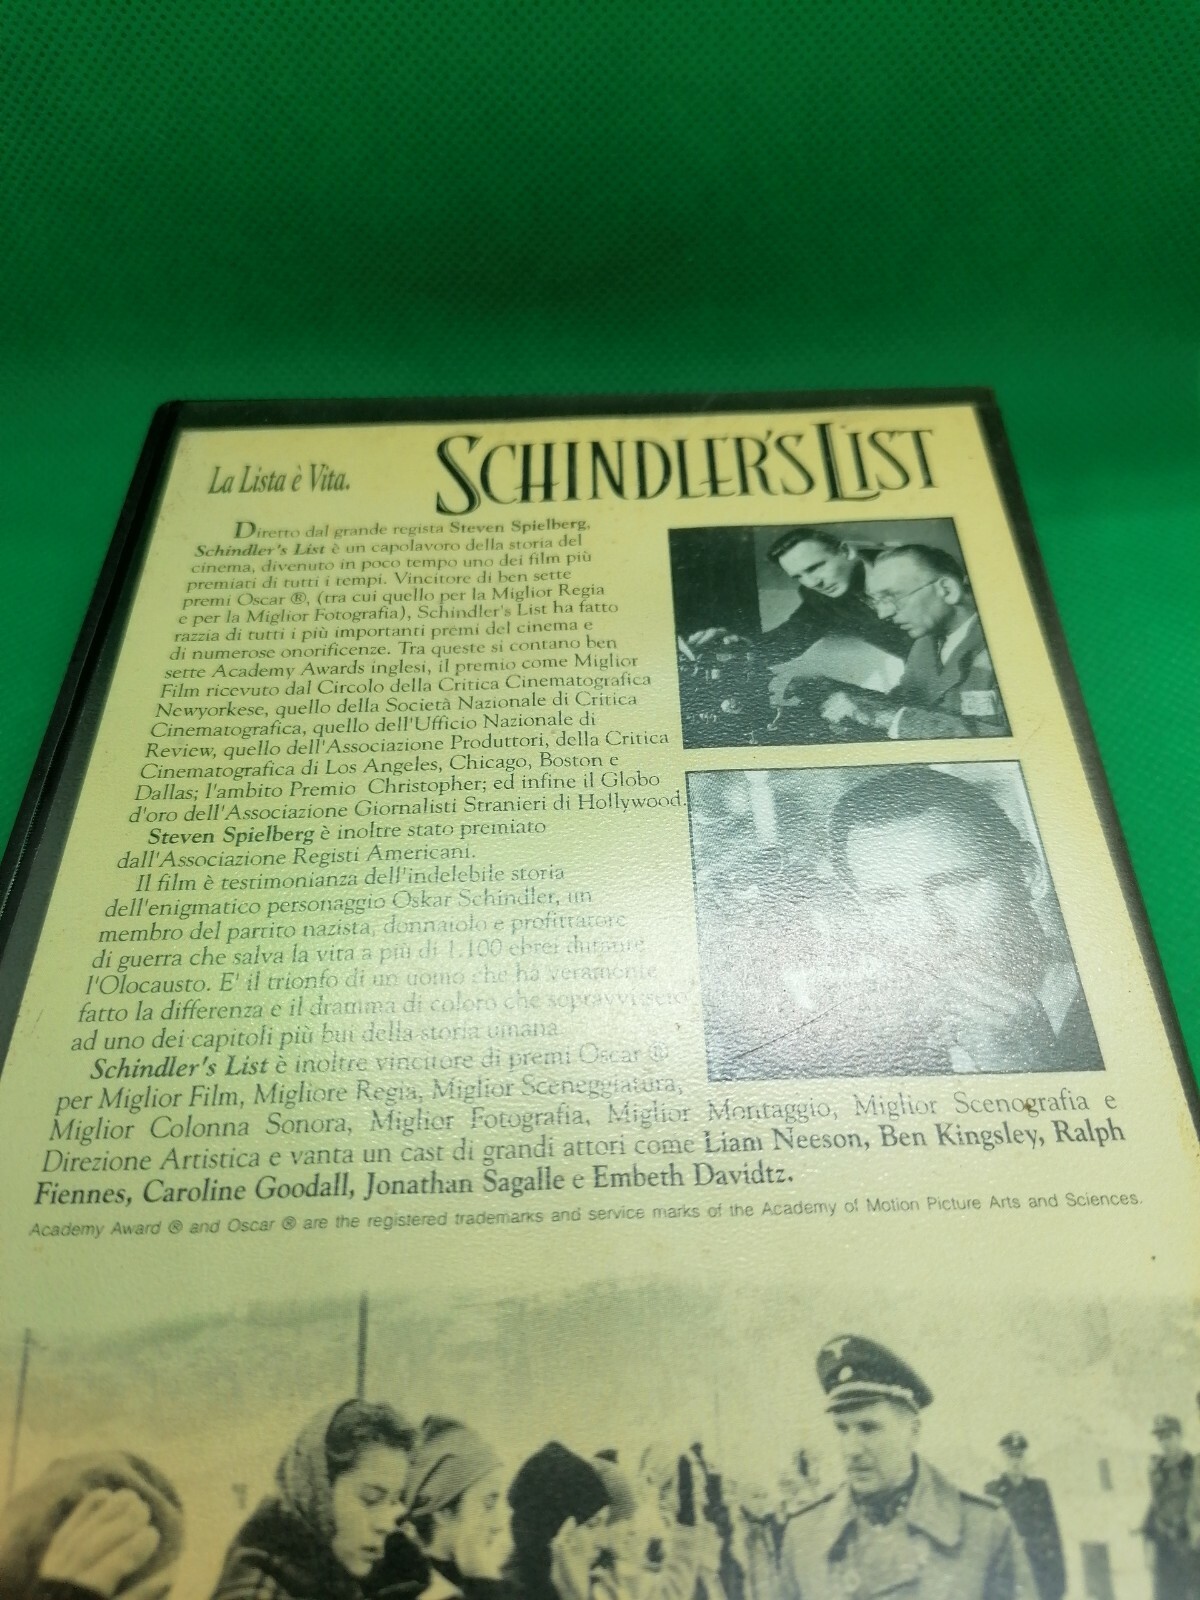 La Lista è Vita.
SCHINDLER'S LIST
Diretto dal grande regista Steven Spielberg,
Schindler's List è un capolavoro della storia del
cinema, divenuto in poco tempo uno dei film più
premiati di tutti i tempi. Vincitore di ben sette
premi Oscar ®, (tra cui quello per la Miglior Regia
e per la Miglior Fotografia), Schindler's List ha fatto
razzia di tutti i più importanti premi del cinema e
di numerose onorificenze. Tra queste si contano ben
sette Academy Awards inglesi, il premio come Miglior
Film ricevuto dal Circolo della Critica Cinematografica
Newyorkese, quello della Società Nazionale di Critica
Cinematografica, quello dell'Ufficio Nazionale di
Review, quello dell'Associazione Produttori, della Critica
Cinematografica di Los Angeles, Chicago, Boston e
Dallas; l'ambito Premio Christopher; ed infine il Globo
d'oro dell'Associazione Giornalisti Stranieri di Hollywood.
Steven Spielberg è inoltre stato premiato
dall'Associazione Registi Americani.
Il film è testimonianza dell'indelebile storia
dell'enigmatico personaggio Oskar Schindler, un
membro del partito nazista, donnaiolo e profittatore
di guerra che salva la vita a più di 1.100 ebrei durante
l'Olocausto. E' il trionfo di un uomo che ha veramente
fatto la differenza e il dramma di coloro che sopravvissero
ad uno dei capitoli più bui della storia umana
Schindler's List è inoltre vincitore di premi Oscar ®
per Miglior Film, Migliore Regia, Miglior Sceneggiatura,
Miglior Colonna Sonora, Miglior Fotografia, Miglior Montaggio, Miglior Scenografia e
Direzione Artistica e vanta un cast di grandi attori come Liam Neeson, Ben Kingsley, Ralph
Fiennes, Caroline Goodall, Jonathan Sagalle e Embeth Davidtz.
Academy Award ® and Oscar ® are the registered trademarks and service marks of the Academy of Motion Picture Arts and Sciences.